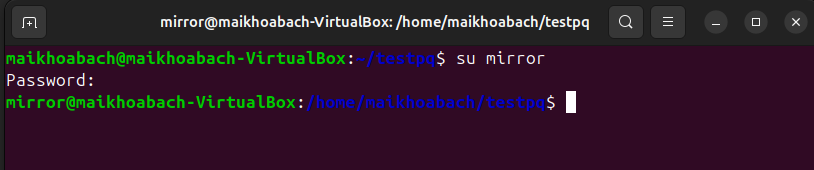 mirror@maikhoabach-VirtualBox: /home/maikhoabach/testpq
maikhoabach@maikhoabach-VirtualBox:~/testpq$ su mirror
Password:
mirror@maikhoabach-VirtualBox:/home/maikhoabach/testpq$